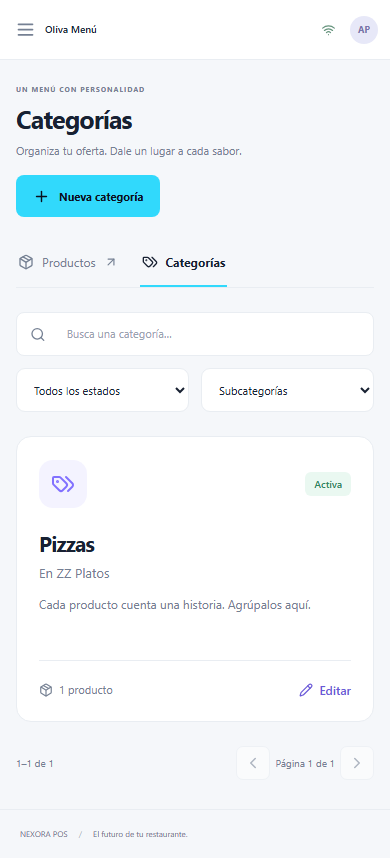 Oliva Menú
AP
UN MENÚ CON PERSONALIDAD
Categorías
Organiza tu oferta. Dale un lugar a cada sabor.
Nueva categoría
Productos
Categorías
Busca una categoría...
Todos los estados
Subcategorías
Activa
Pizzas
En ZZ Platos
Cada producto cuenta una historia. Agrúpalos aquí.
1 producto
Editar
1–1 de 1
Página 1 de 1
NEXORA POS / El futuro de tu restaurante.